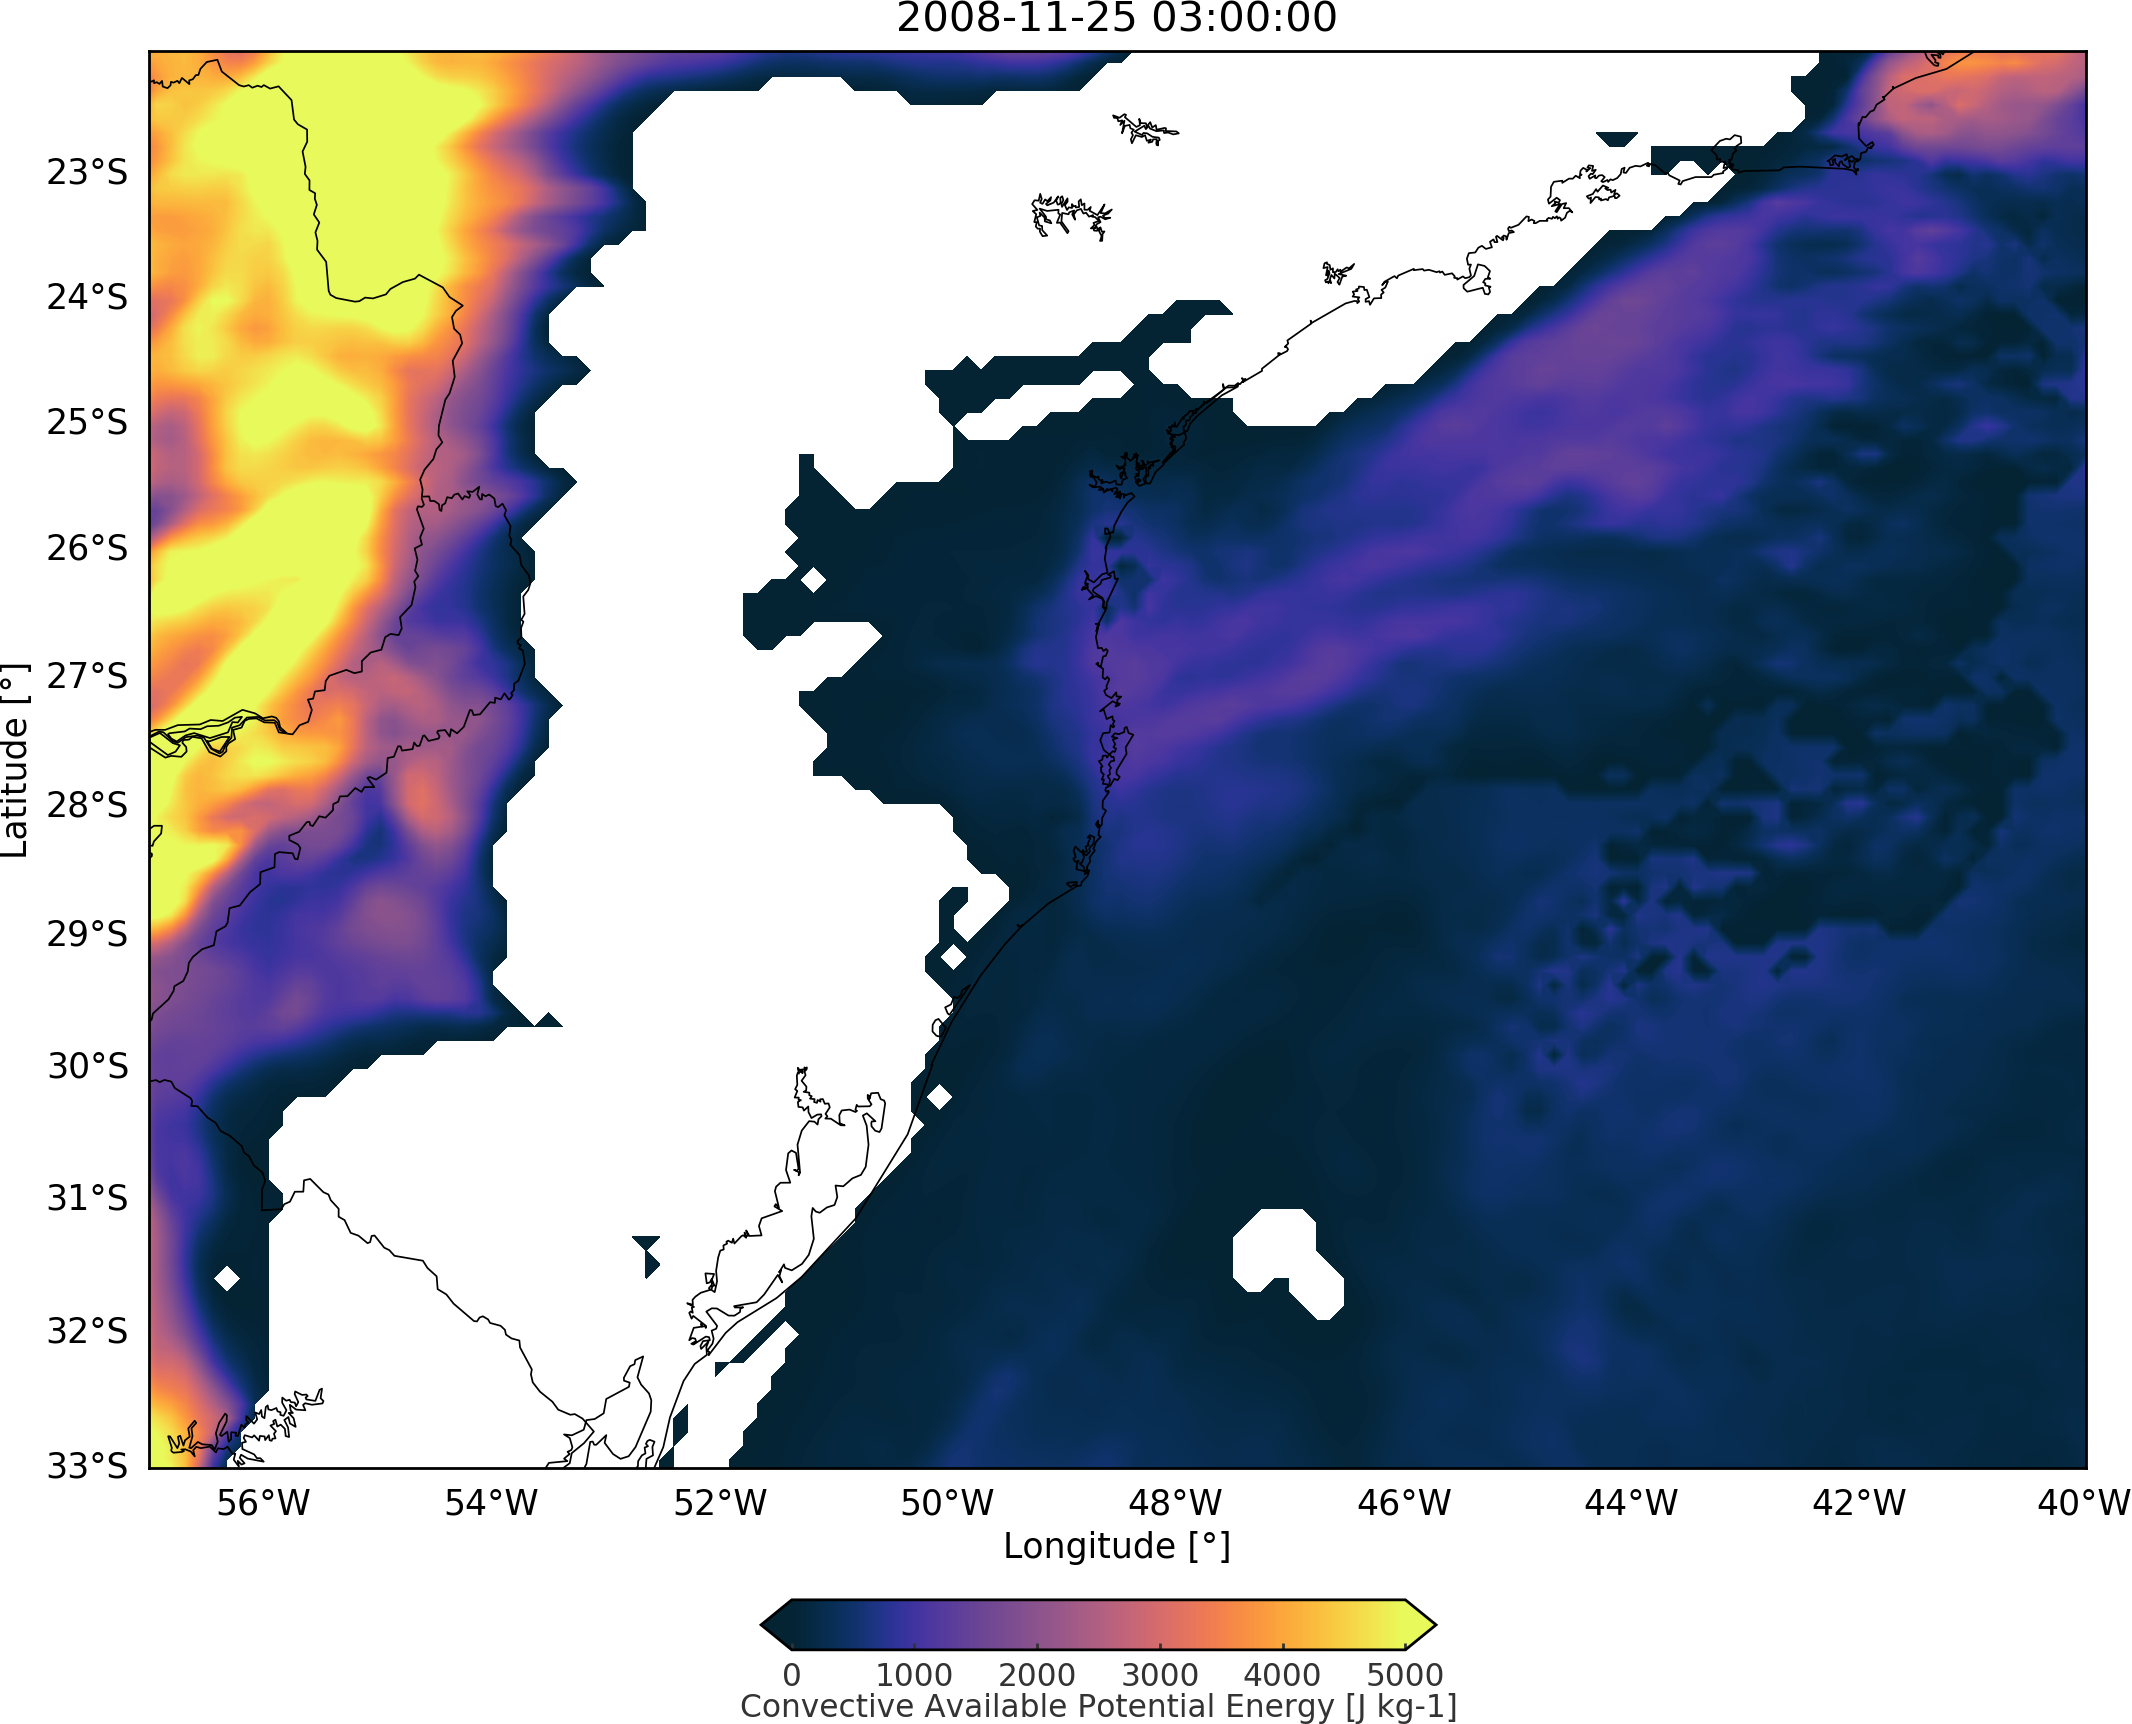 2008-11-25 03:00:00
23°S
24°S
25°S
26°S
27°S
28°S
29°S
30°S
31°S
32°S
33°S
Latitude [°]
56°W 54°W 52°W 50°W 48°W 46°W 44°W 42°W 40°W
Longitude [°]
0 1000 2000 3000 4000 5000
Convective Available Potential Energy [J kg-1]